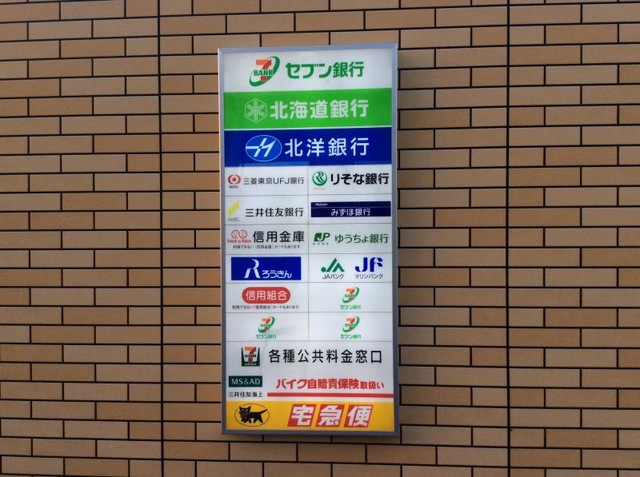 7 BANK セブン銀行
北海道銀行
北洋銀行
三菱東京UFJ銀行 りそな銀行
三井住友銀行 みずほ銀行
信用金庫 JP ゆうちょ銀行
Rろうきん JA JAバンク JF マリンバンク
信用組合 セブン銀行
セブン銀行 セブン銀行
各種公共料金窓口
MS&AD バイク自賠責保険取扱い
三井住友海上
宅急便